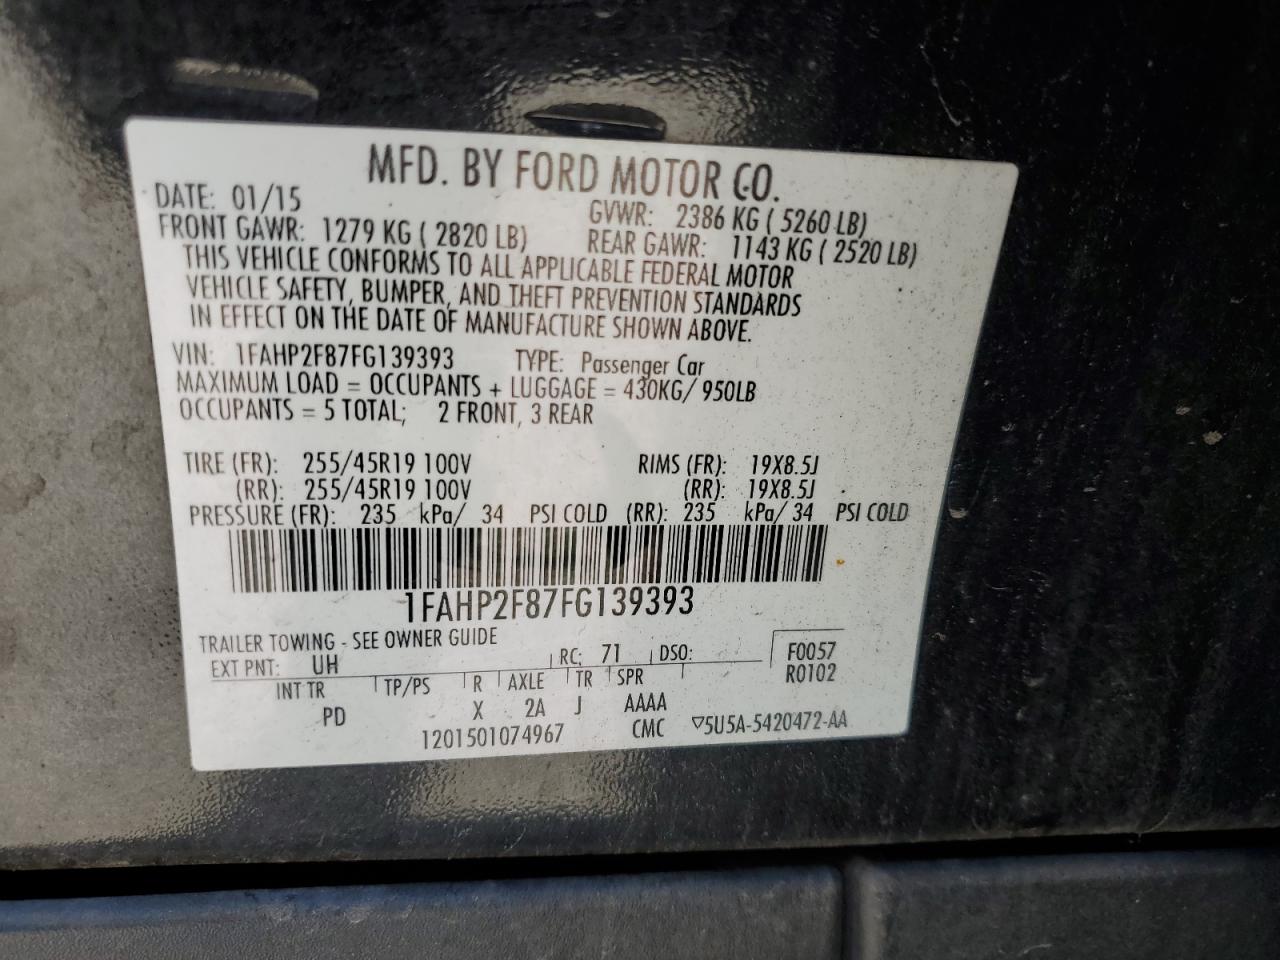 MFD. BY FORD MOTOR CO.
DATE: 01/15 GVWR: 2386 KG ( 5260 LB)
FRONT GAWR: 1279 KG ( 2820 LB) REAR GAWR: 1143 KG ( 2520 LB)
THIS VEHICLE CONFORMS TO ALL APPLICABLE FEDERAL MOTOR
VEHICLE SAFETY, BUMPER, AND THEFT PREVENTION STANDARDS
IN EFFECT ON THE DATE OF MANUFACTURE SHOWN ABOVE.
VIN: 1FAHP2F87FG139393 TYPE: Passenger Car
MAXIMUM LOAD = OCCUPANTS + LUGGAGE = 430KG/ 950LB
OCCUPANTS = 5 TOTAL; 2 FRONT, 3 REAR
TIRE (FR): 255/45R19 100V RIMS (FR): 19X8.5J
(RR): 255/45R19 100V (RR): 19X8.5J
PRESSURE (FR): 235 kPa/ 34 PSI COLD (RR): 235 kPa/ 34 PSI COLD
1FAHP2F87FG139393
TRAILER TOWING - SEE OWNER GUIDE
EXT PNT: UH RC: 71 DSO: F0057
R0102
INT TR TP/PS R AXLE TR SPR
PD X 2A J AAAA
1201501074967 CMC ▽5U5A-5420472-AA